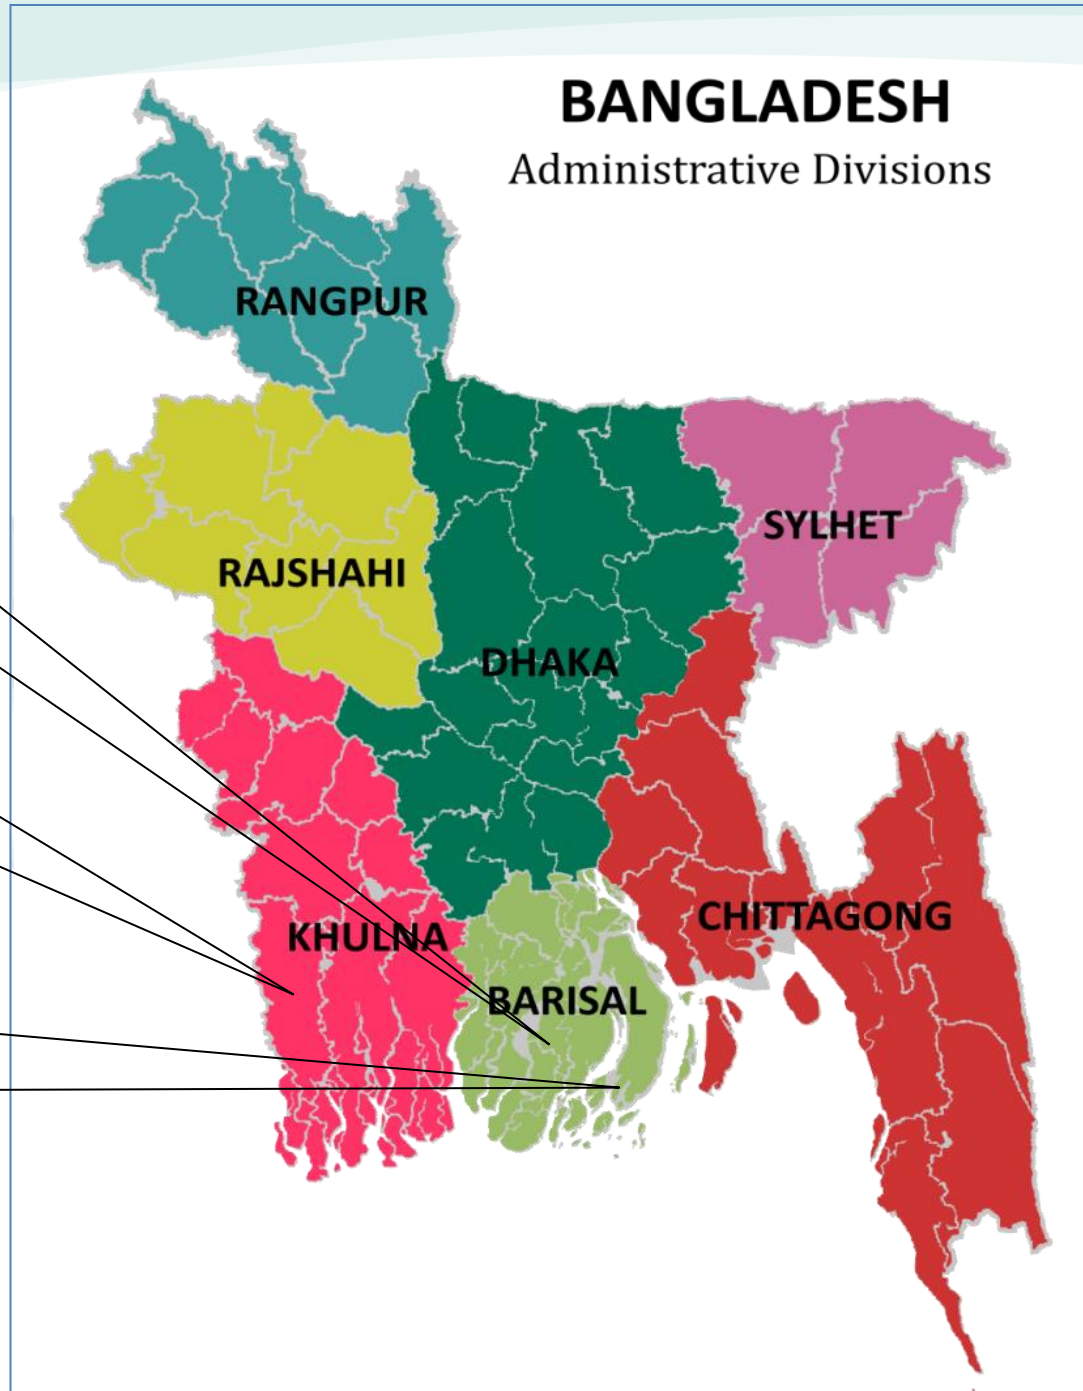 BANGLADESH
Administrative Divisions
RANGPUR
SYLHET
RAJSHAHI
DHAKA
CHITTAGONG
KHULNA
BARISAL